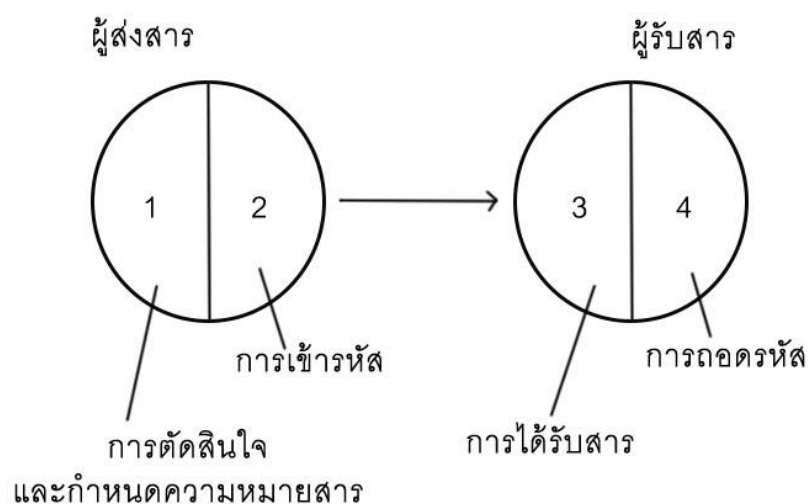 ผู้ส่งสาร
ผู้รับสาร
1
2
3
4
การเข้ารหัส
การถอดรหัส
การตัดสินใจ
และกำหนดความหมายสาร
การได้รับสาร